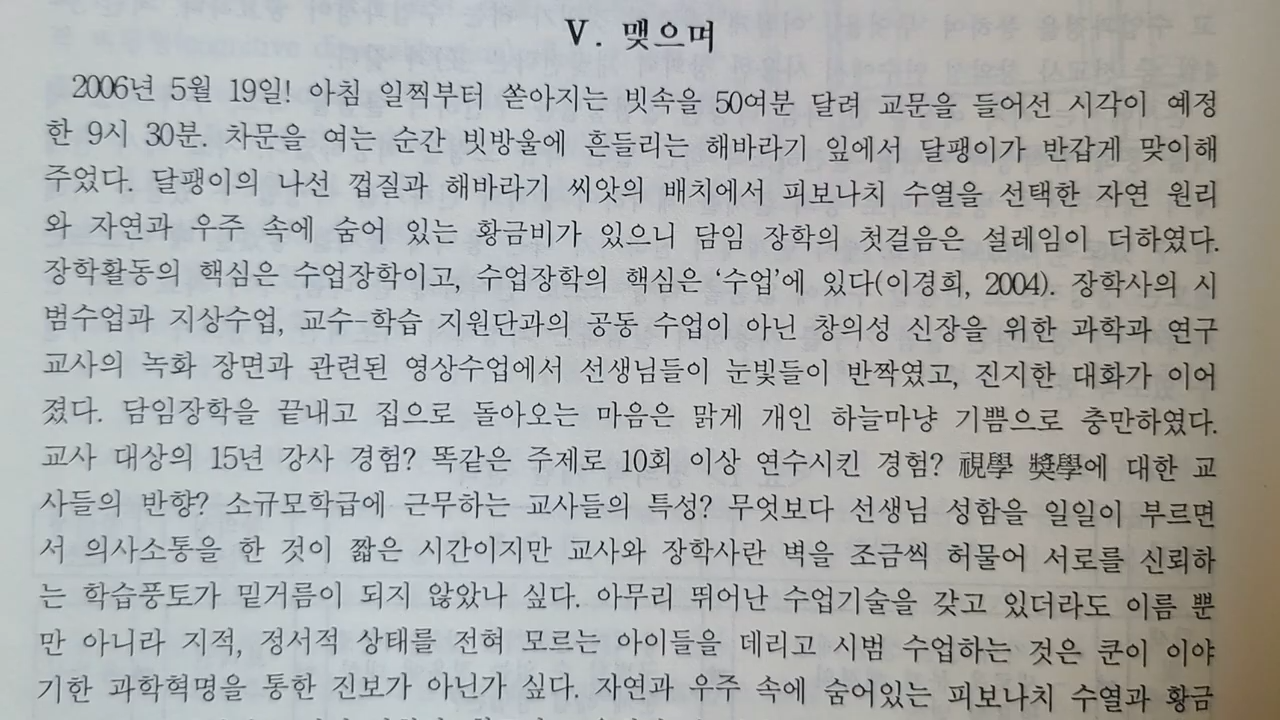 Ⅴ. 맺으며
2006년 5월 19일! 아침 일찍부터 쏟아지는 빗속을 50여분 달려 교문을 들어선 시각이 예정
한 9시 30분. 차문을 여는 순간 빗방울에 흔들리는 해바라기 잎에서 달팽이가 반갑게 맞이해
주었다. 달팽이의 나선 껍질과 해바라기 씨앗의 배치에서 피보나치 수열을 선택한 자연 원리
와 자연과 우주 속에 숨어 있는 황금비가 있으니 담임 장학의 첫걸음은 설레임이 더하였다.
장학활동의 핵심은 수업장학이고, 수업장학의 핵심은 ‘수업’에 있다(이경희, 2004). 장학사의 시
범수업과 지상수업, 교수-학습 지원단과의 공동 수업이 아닌 창의성 신장을 위한 과학과 연구
교사의 녹화 장면과 관련된 영상수업에서 선생님들이 눈빛들이 반짝였고, 진지한 대화가 이어
졌다. 담임장학을 끝내고 집으로 돌아오는 마음은 맑게 개인 하늘마냥 기쁨으로 충만하였다.
교사 대상의 15년 강사 경험? 똑같은 주제로 10회 이상 연수시킨 경험? 視學 奬學에 대한 교
사들의 반향? 소규모학급에 근무하는 교사들의 특성? 무엇보다 선생님 성함을 일일이 부르면
서 의사소통을 한 것이 짧은 시간이지만 교사와 장학사란 벽을 조금씩 허물어 서로를 신뢰하
는 학습풍토가 밑거름이 되지 않았나 싶다. 아무리 뛰어난 수업기술을 갖고 있더라도 이름 뿐
만 아니라 지적, 정서적 상태를 전혀 모르는 아이들을 데리고 시범 수업하는 것은 쿤이 이야
기한 과학혁명을 통한 진보가 아닌가 싶다. 자연과 우주 속에 숨어있는 피보나치 수열과 황금